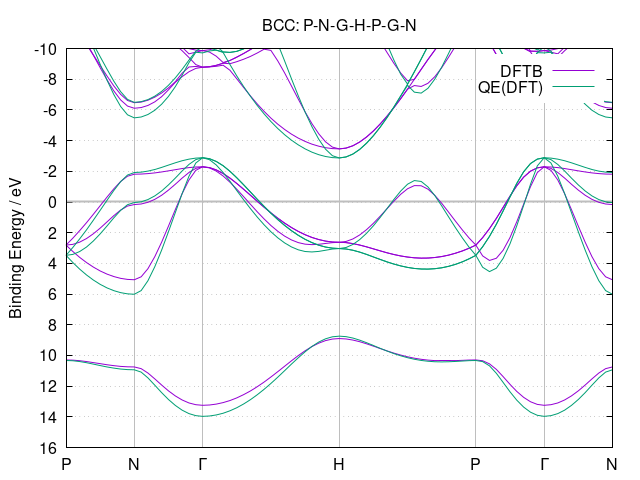 BCC: P-N-G-H-P-G-N
DFTB
QE(DFT)
Binding Energy / eV
-10
-8
-6
-4
-2
0
2
4
6
8
10
12
14
16
P N Γ H P Γ N